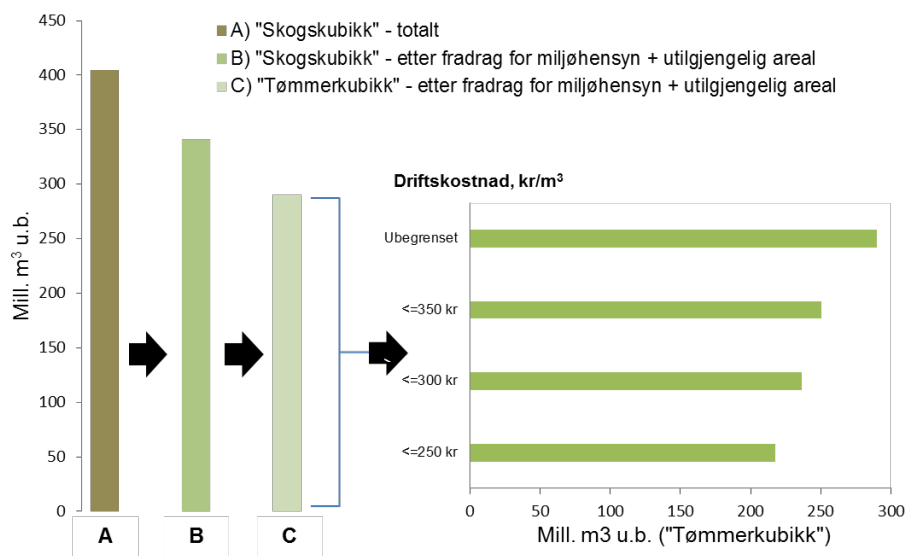 A) "Skogskubikk" - totalt
B) "Skogskubikk" - etter fradrag for miljøhensyn + utilgjengelig areal
C) "Tømmerkubikk" - etter fradrag for miljøhensyn + utilgjengelig areal
Mill. m³ u.b.
450
400
350
300
250
200
150
100
50
0
A
B
C
Driftskostnad, kr/m³
Ubegrenset
<=350 kr
<=300 kr
<=250 kr
0 50 100 150 200 250 300
Mill. m3 u.b. ("Tømmerkubikk")